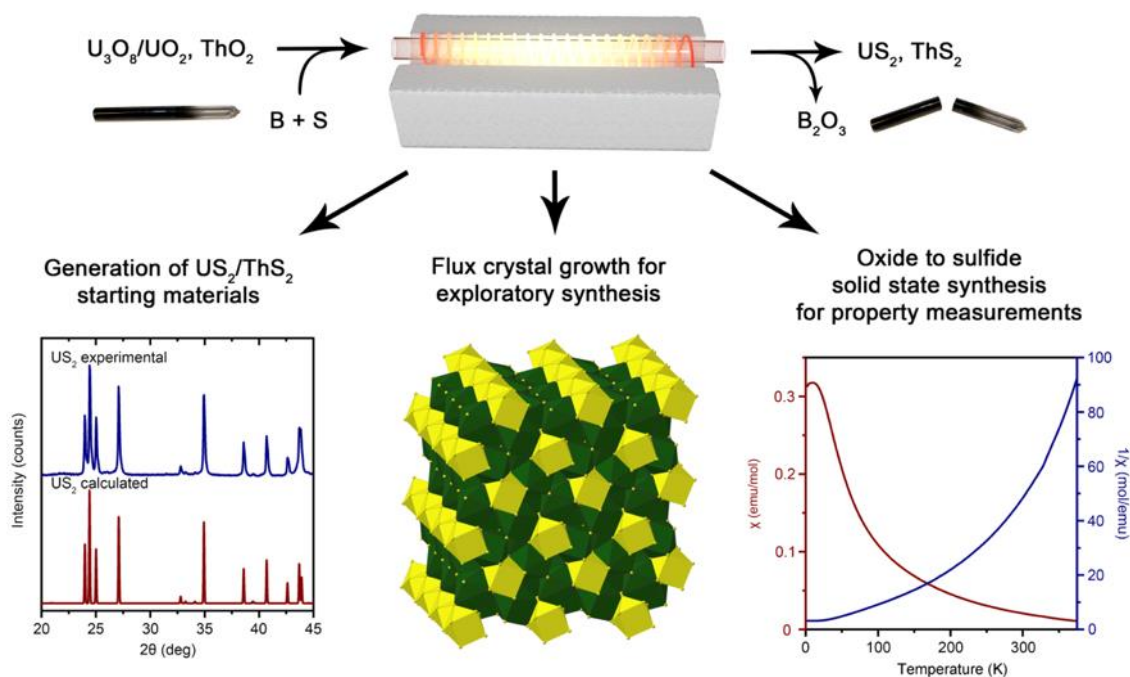 U₃O₈/UO₂, ThO₂
B + S
US₂, ThS₂
B₂O₃
Generation of US₂/ThS₂
starting materials
Flux crystal growth for
exploratory synthesis
Oxide to sulfide
solid state synthesis
for property measurements
US₂ experimental
US₂ calculated
Intensity (counts)
20 25 30 35 40 45
2θ (deg)
0.3
0.2
0.1
0
χ (emu/mol)
0 100 200 300
Temperature (K)
100
80
60
40
20
0
1/χ (mol/emu)